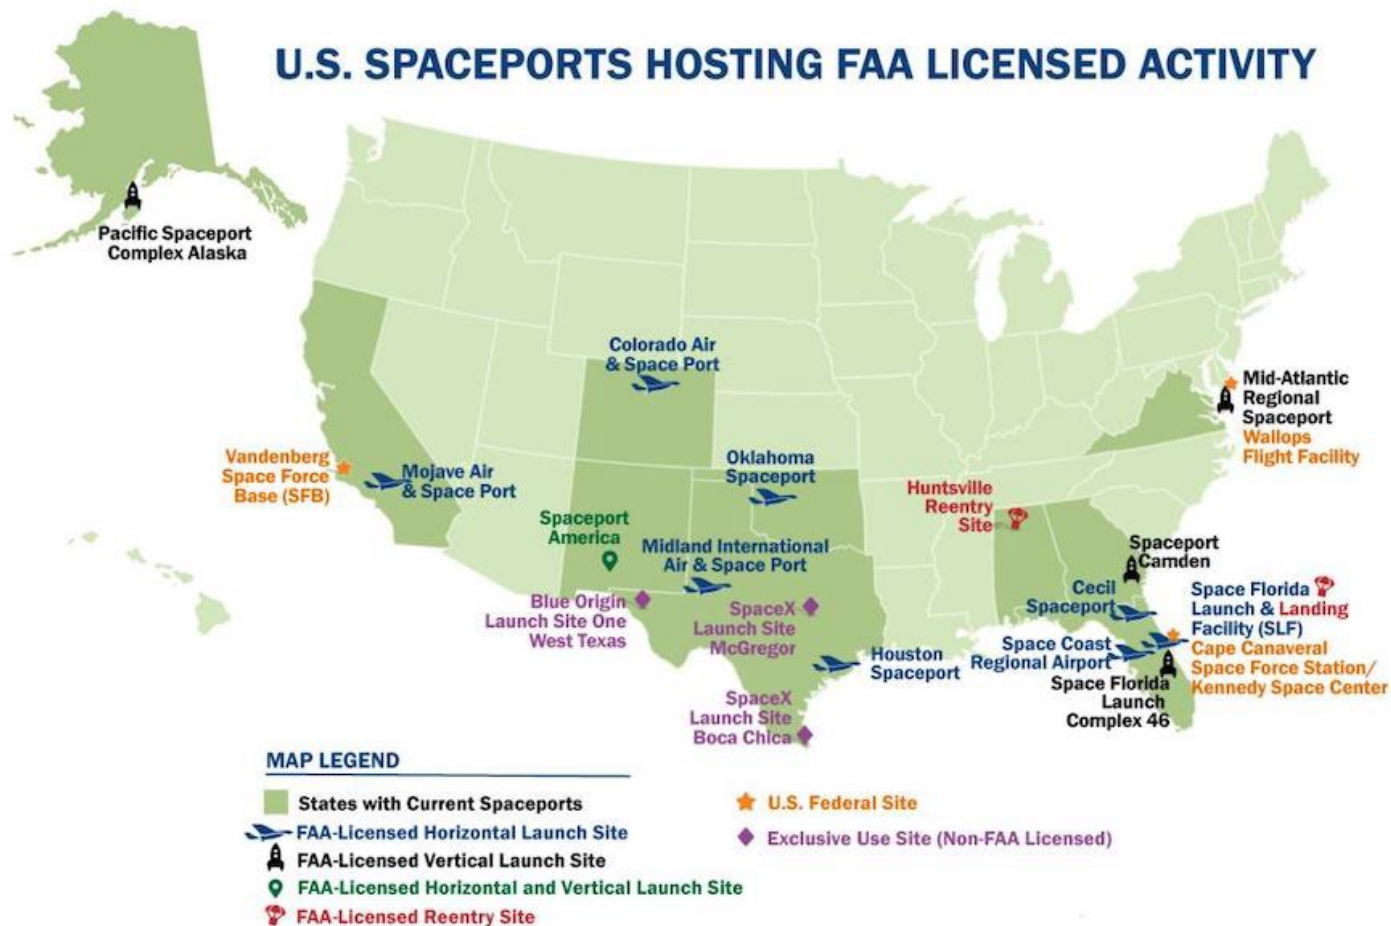 U.S. SPACEPORTS HOSTING FAA LICENSED ACTIVITY
Pacific Spaceport
Complex Alaska
Colorado Air
& Space Port
Mid-Atlantic
Regional
Spaceport
Wallops
Flight Facility
Vandenberg
Space Force
Base (SFB)
Mojave Air
& Space Port
Oklahoma
Spaceport
Huntsville
Reentry
Site
Spaceport
America
Midland International
Air & Space Port
Spaceport
Camden
Blue Origin
Launch Site One
West Texas
SpaceX
Launch Site
McGregor
Cecil
Spaceport
Space Florida
Launch & Landing
Facility (SLF)
Cape Canaveral
Space Force Station/
Kennedy Space Center
Houston
Spaceport
Space Coast
Regional Airport
Space Florida
Launch
Complex 46
SpaceX
Launch Site
Boca Chica
MAP LEGEND
States with Current Spaceports
FAA-Licensed Horizontal Launch Site
FAA-Licensed Vertical Launch Site
FAA-Licensed Horizontal and Vertical Launch Site
FAA-Licensed Reentry Site
U.S. Federal Site
Exclusive Use Site (Non-FAA Licensed)